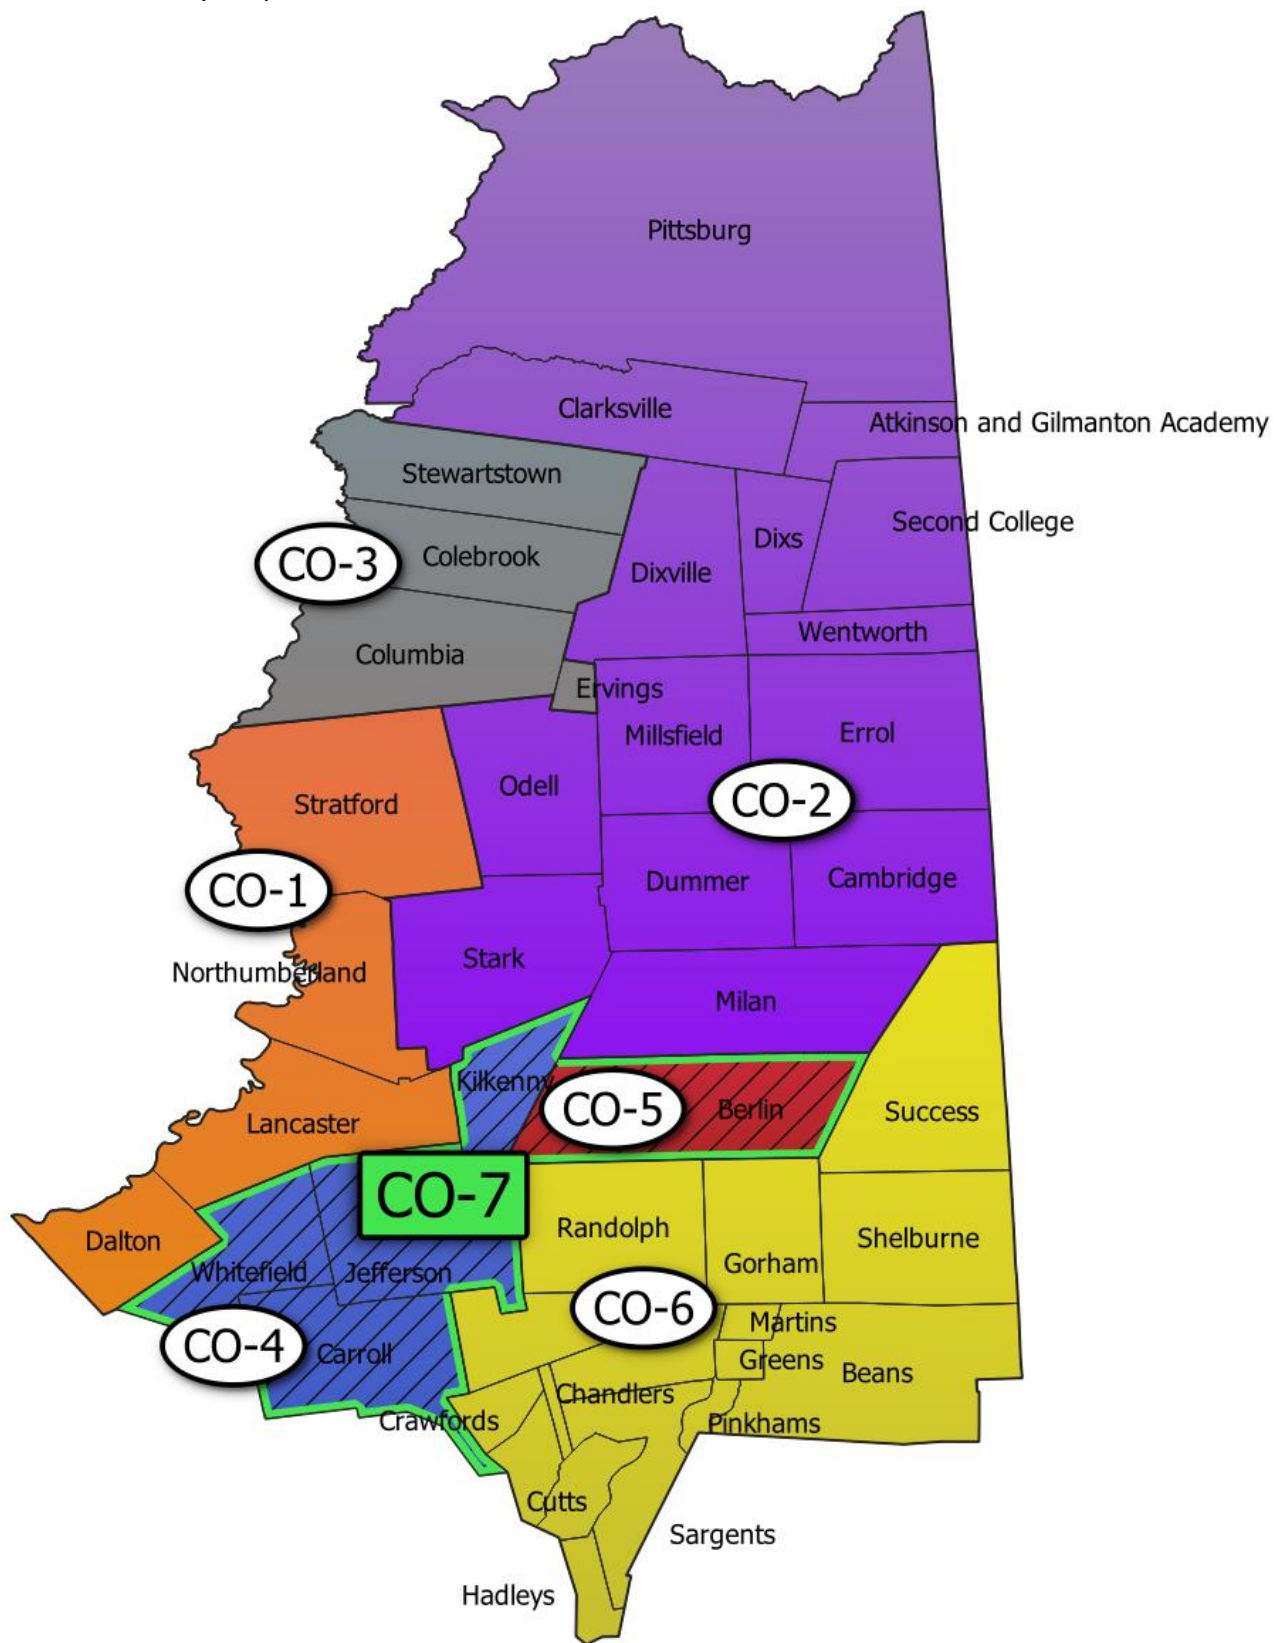 Pittsburg
Clarksville
Atkinson and Gilmanton Academy
Stewartstown
Second College
Dixs
CO-3
Colebrook
Dixville
Wentworth
Columbia
Ervings
Millsfield
Errol
Odell
CO-2
Stratford
Dummer
Cambridge
CO-1
Stark
Northumberland
Milan
Kilkenny
CO-5
Berlin
Success
Lancaster
CO-7
Randolph
Shelburne
Dalton
Gorham
Whitefield
Jefferson
CO-6
Martins
CO-4
Carroll
Greens
Beans
Chandlers
Crawfords
Pinkhams
Cutts
Sargents
Hadleys